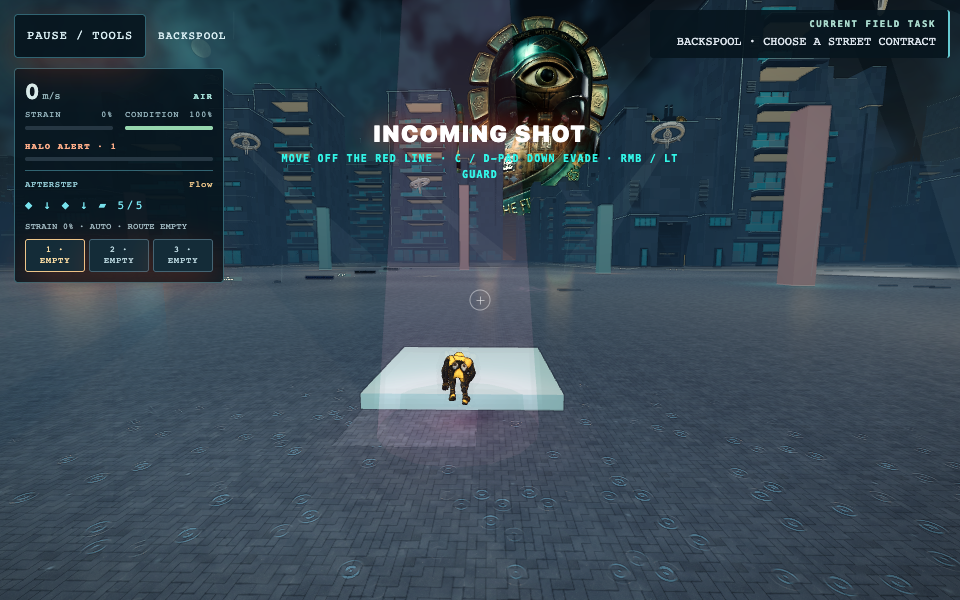 PAUSE / TOOLS
BACKSPOOL
CURRENT FIELD TASK
BACKSPOOL · CHOOSE A STREET CONTRACT
0 m/s
AIR
STRAIN 0%
CONDITION 100%
HALO ALERT · 1
AFTERSTEP
Flow
◆ ↓ ◆ ↓ ▰ 5/5
STRAIN 0% · AUTO · ROUTE EMPTY
1 · EMPTY
2 · EMPTY
3 · EMPTY
INCOMING SHOT
MOVE OFF THE RED LINE · C / D-PAD DOWN EVADE · RMB / LT
GUARD